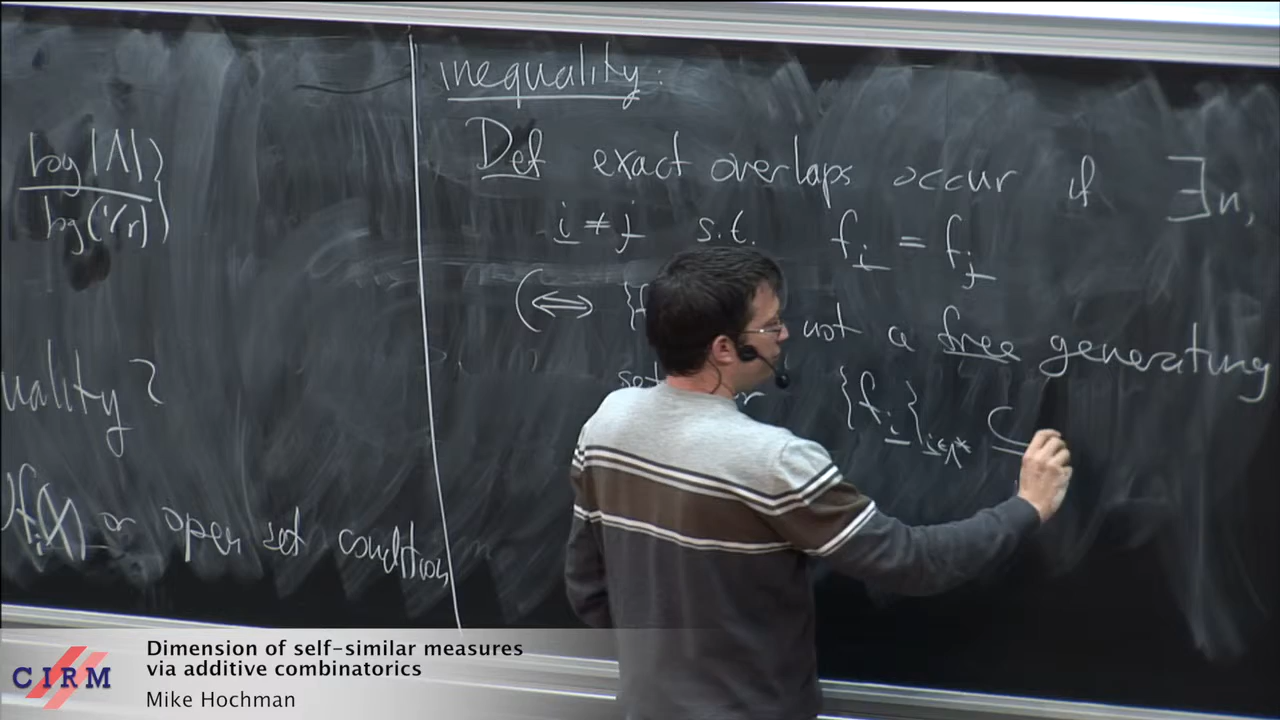 log|Λ|
log(1/r)
uality?
f_i(X) or open set condition
inequality:
Def exact overlaps occur if ∃n,
i ≠ j s.t. f_i = f_j
(⟺ {f not a free generating
set {f_i}_{i∈Λ*} ⊆
CIRM
Dimension of self-similar measures
via additive combinatorics
Mike Hochman